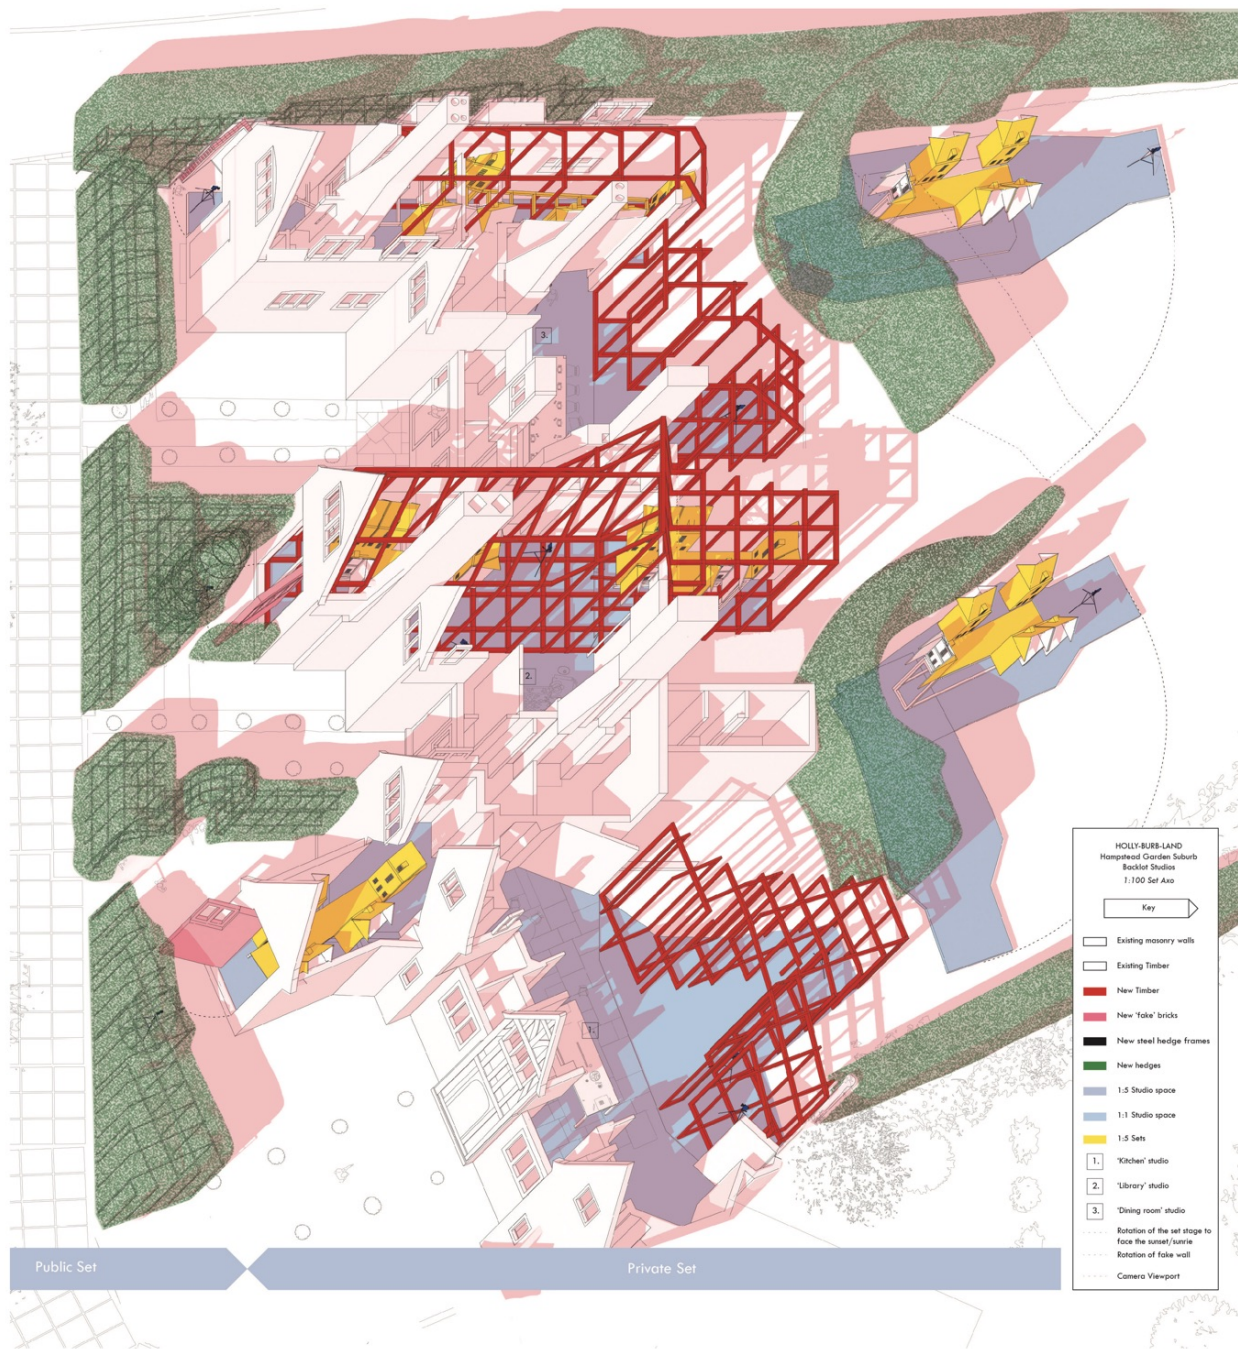 3.
2.
1.
HOLLY-BURB-LAND
Hampstead Garden Suburb
Backlot Studios
1:100 Set Axo
Key
Existing masonry walls
Existing Timber
New Timber
New 'fake' bricks
New steel hedge frames
New hedges
1:5 Studio space
1:1 Studio space
1:5 Sets
1. 'Kitchen' studio
2. 'Library' studio
3. 'Dining room' studio
Rotation of the set stage to
face the sunset/sunrie
Rotation of fake wall
Camera Viewport
Public Set
Private Set